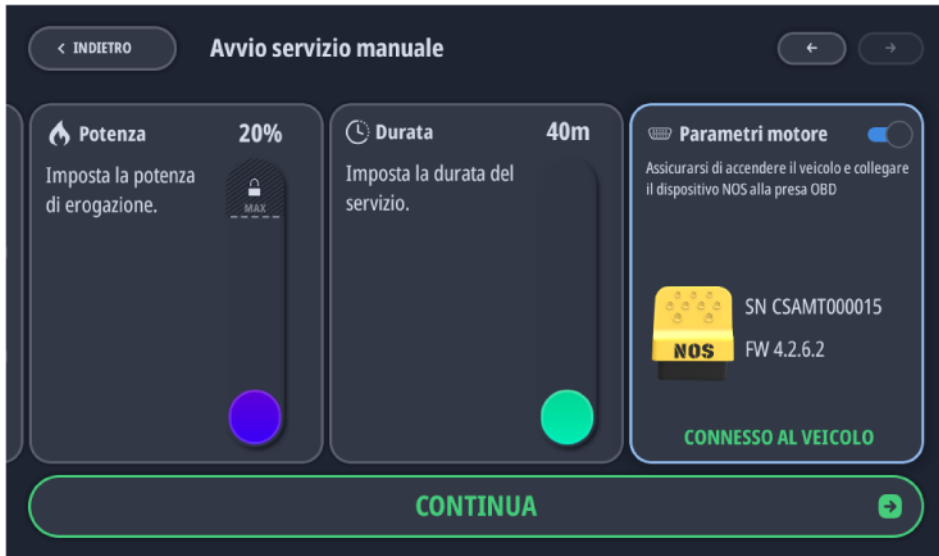 < INDIETRO
Avvio servizio manuale
← →
Potenza 20%
Imposta la potenza
di erogazione.
MAX
Durata 40m
Imposta la durata del
servizio.
Parametri motore
Assicurarsi di accendere il veicolo e collegare
il dispositivo NOS alla presa OBD
NOS
SN CSAMT000015
FW 4.2.6.2
CONNESSO AL VEICOLO
CONTINUA